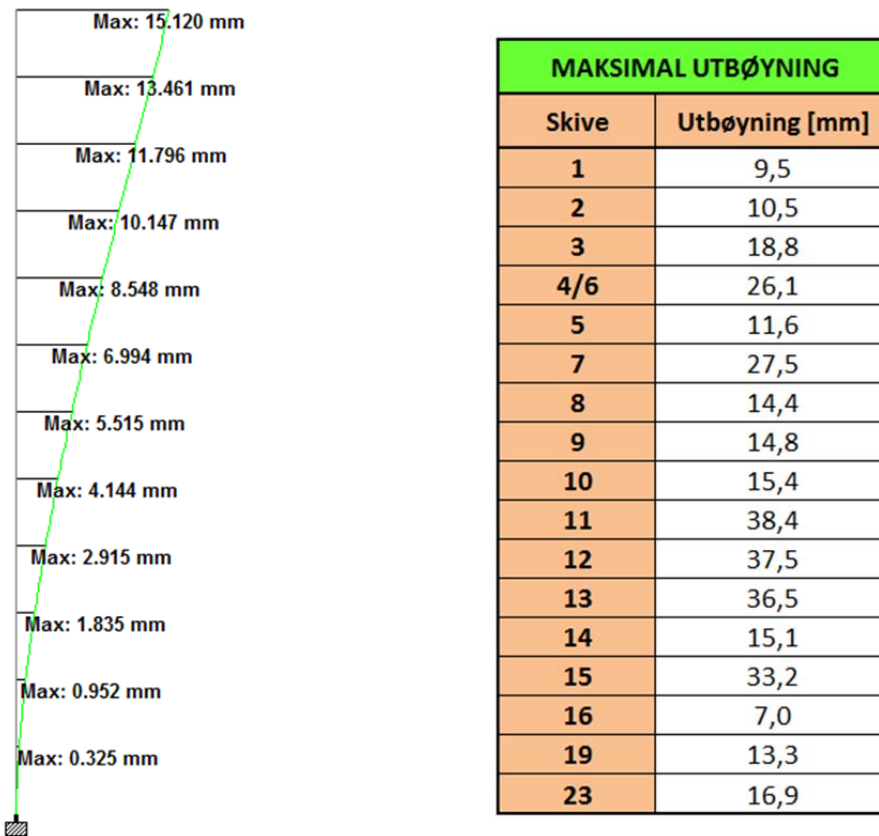 Max: 15.120 mm
Max: 13.461 mm
Max: 11.796 mm
Max: 10.147 mm
Max: 8.548 mm
Max: 6.994 mm
Max: 5.515 mm
Max: 4.144 mm
Max: 2.915 mm
Max: 1.835 mm
Max: 0.952 mm
Max: 0.325 mm
MAKSIMAL UTBØYNING
Skive Utbøyning [mm]
1 9,5
2 10,5
3 18,8
4/6 26,1
5 11,6
7 27,5
8 14,4
9 14,8
10 15,4
11 38,4
12 37,5
13 36,5
14 15,1
15 33,2
16 7,0
19 13,3
23 16,9